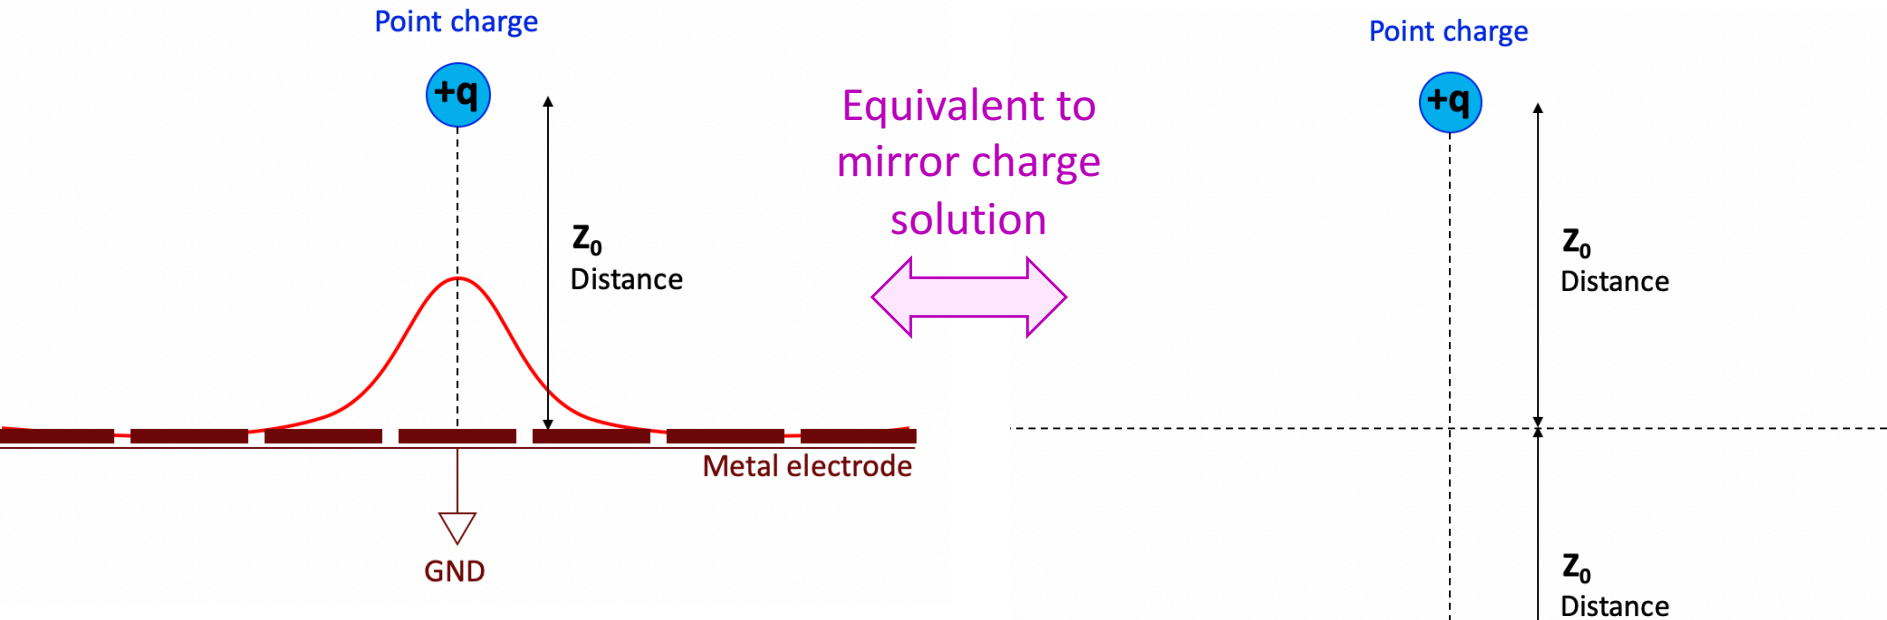 Point charge
+q
Z0
Distance
Metal electrode
GND
Equivalent to
mirror charge
solution
Point charge
+q
Z0
Distance
Z0
Distance